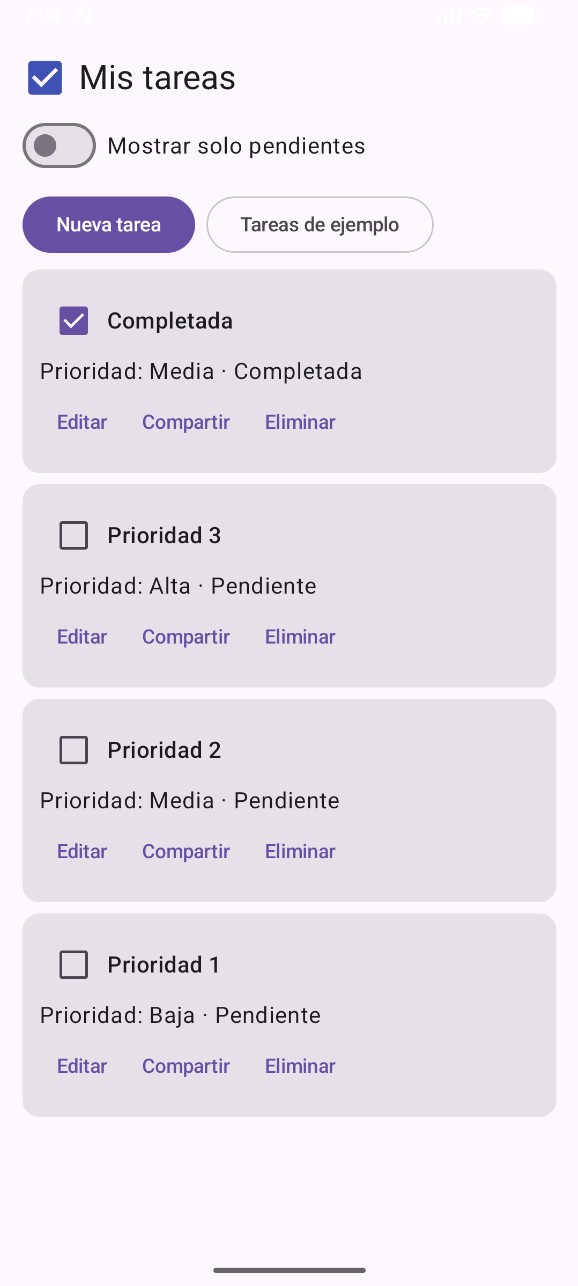 7:04
Mis tareas
Mostrar solo pendientes
Nueva tarea
Tareas de ejemplo
Completada
Prioridad: Media · Completada
Editar Compartir Eliminar
Prioridad 3
Prioridad: Alta · Pendiente
Editar Compartir Eliminar
Prioridad 2
Prioridad: Media · Pendiente
Editar Compartir Eliminar
Prioridad 1
Prioridad: Baja · Pendiente
Editar Compartir Eliminar